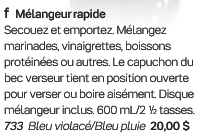 f Mélangeur rapide
Secouez et emportez. Mélangez
marinades, vinaigrettes, boissons
protéinées ou autres. Le capuchon du
bec verseur tient en position ouverte
pour verser ou boire aisément. Disque
mélangeur inclus. 600 mL/2 ½ tasses.
733 Bleu violacé/Bleu pluie 20,00 $